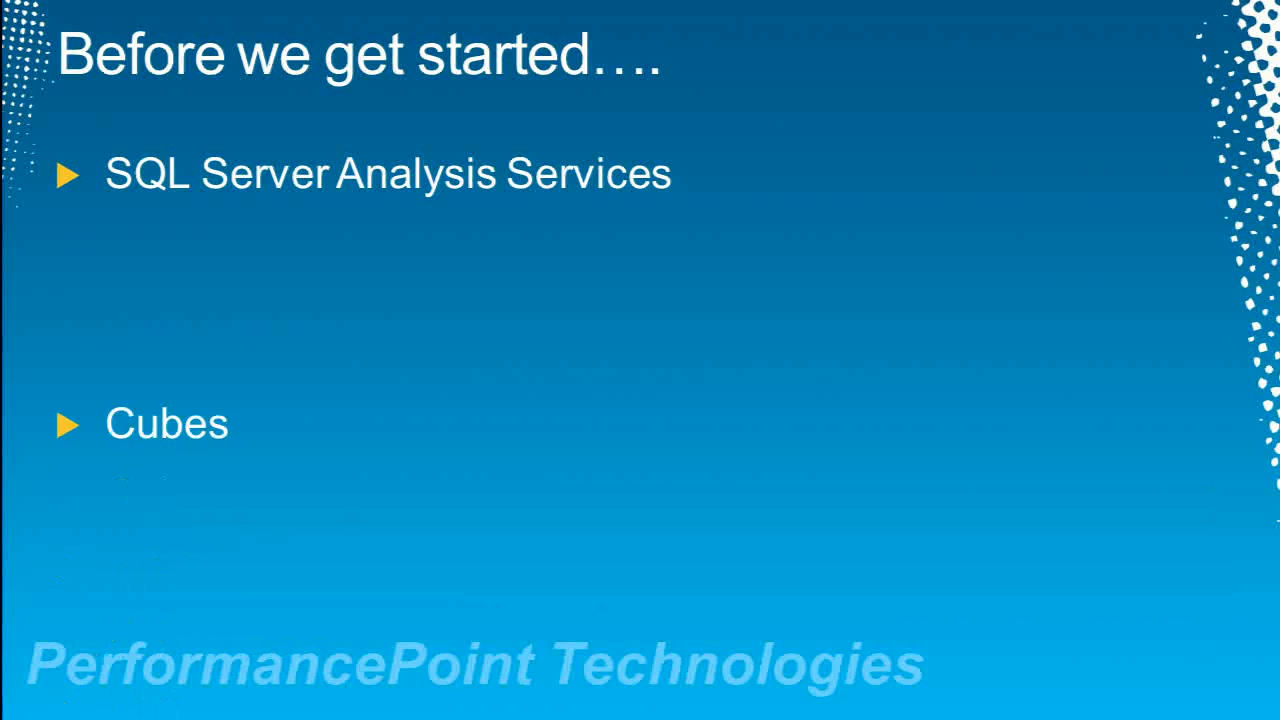 Before we get started….
SQL Server Analysis Services
Cubes
PerformancePoint Technologies